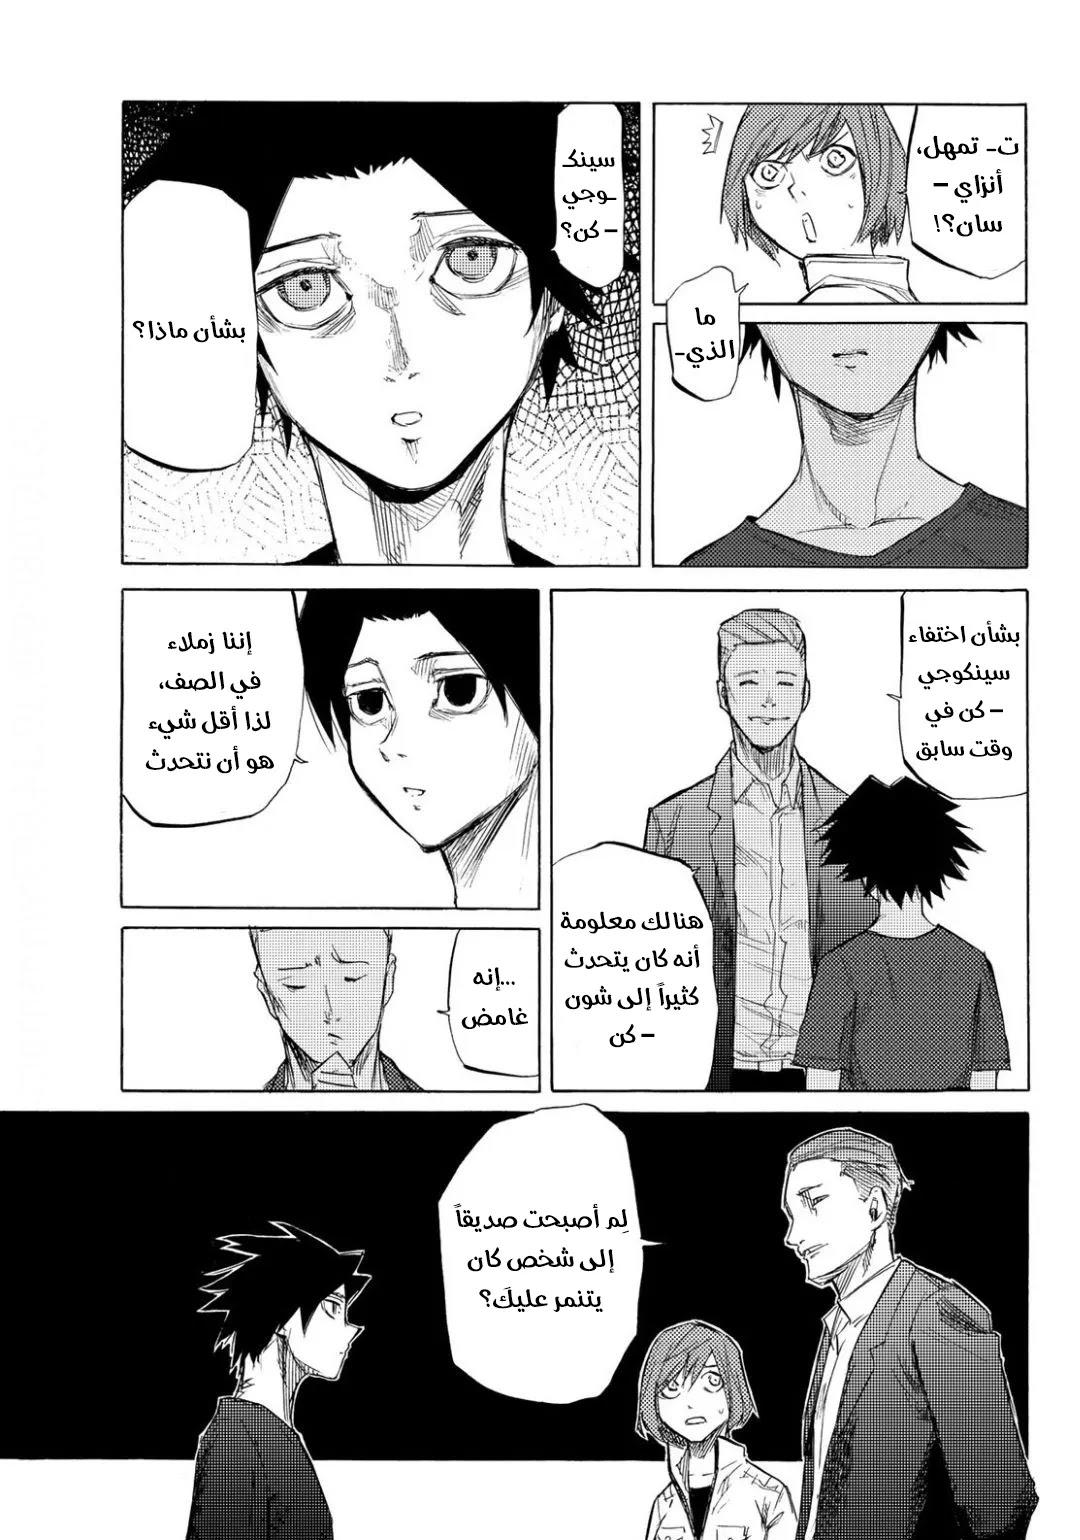 ت- تمهل،
أنزاي –
سان؟!
ما
الذي-
سينكـ
ـوجي
– كن؟
بشأن ماذا؟
بشأن اختفاء
سينكوجي
– كن في
وقت سابق
هنالك معلومة
أنه كان يتحدث
كثيراً إلى شون
– كن
إننا زملاء
في الصف،
لذا أقل شيء
هو أن نتحدث
...إنه
غامض
لِم أصبحت صديقاً
إلى شخص كان
يتنمر عليكَ؟